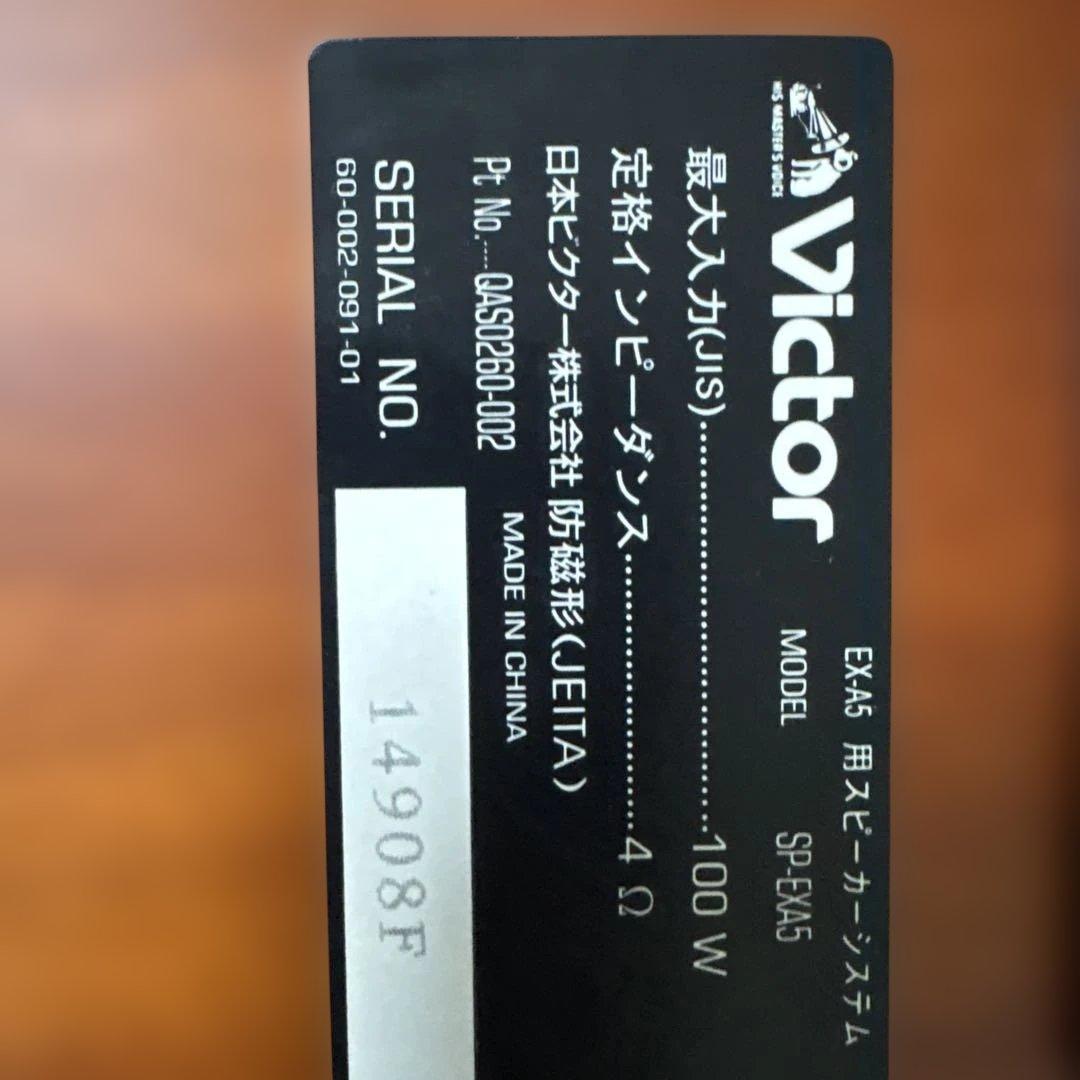 EX-A5 用スピーカーシステム
HIS MASTER'S VOICE
Victor MODEL SP-EXA5
最大入力(JIS)........................................100 W
定格インピーダンス..........................4 Ω
日本ビクター株式会社 防磁形(JEITA)
Pt No.....QAS0260-002 MADE IN CHINA
SERIAL NO. 14908F
60-002-091-01